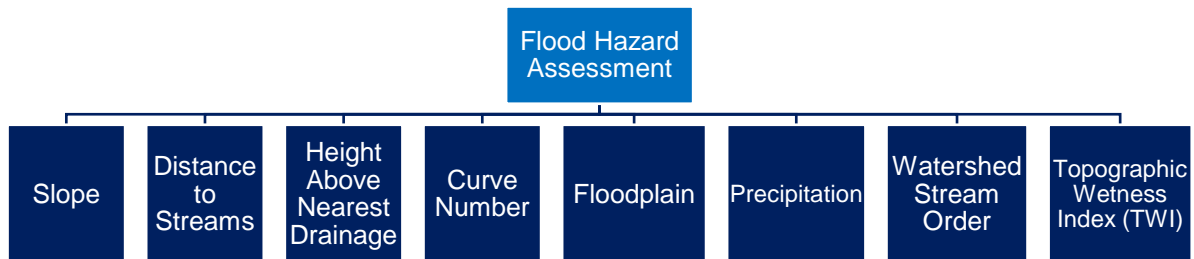 Flood Hazard
Assessment
Slope
Distance
to
Streams
Height
Above
Nearest
Drainage
Curve
Number
Floodplain
Precipitation
Watershed
Stream
Order
Topographic
Wetness
Index (TWI)